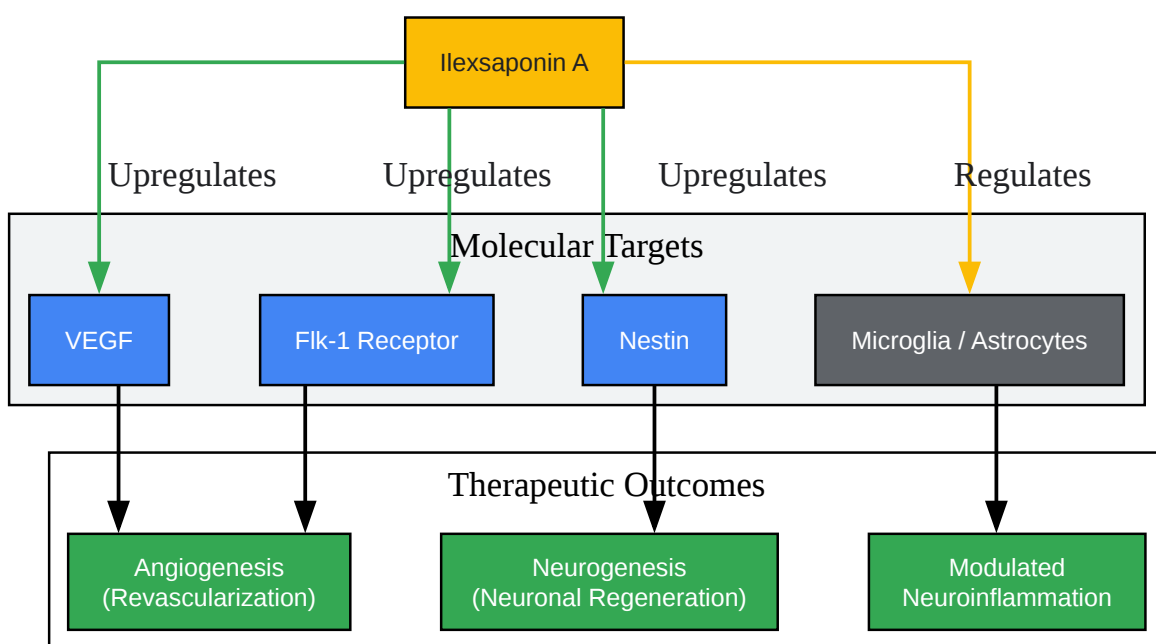 Ilexsaponin A
Upregulates
Upregulates
Upregulates
Regulates
Molecular Targets
VEGF
Flk-1 Receptor
Nestin
Microglia / Astrocytes
Therapeutic Outcomes
Angiogenesis
(Revascularization)
Neurogenesis
(Neuronal Regeneration)
Modulated
Neuroinflammation